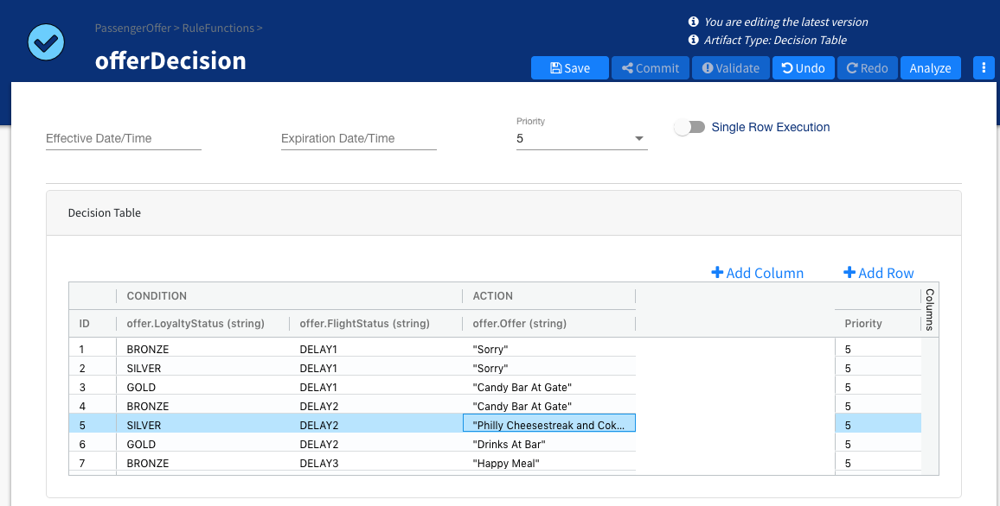 PassengerOffer > RuleFunctions >
offerDecision
You are editing the latest version
Artifact Type: Decision Table
Save Commit Validate Undo Redo Analyze
Effective Date/Time Expiration Date/Time Priority
5
Single Row Execution
Decision Table
Add Column Add Row
CONDITION ACTION Columns
ID offer.LoyaltyStatus (string) offer.FlightStatus (string) offer.Offer (string) Priority
1 BRONZE DELAY1 "Sorry" 5
2 SILVER DELAY1 "Sorry" 5
3 GOLD DELAY1 "Candy Bar At Gate" 5
4 BRONZE DELAY2 "Candy Bar At Gate" 5
5 SILVER DELAY2 "Philly Cheesestreak and Cok... 5
6 GOLD DELAY2 "Drinks At Bar" 5
7 BRONZE DELAY3 "Happy Meal" 5